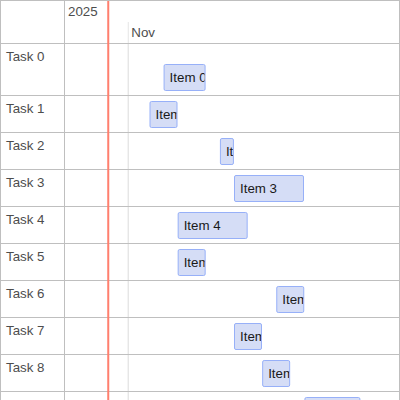 2025
Nov
Task 0
Item 0
Task 1
Item
Task 2
It
Task 3
Item 3
Task 4
Item 4
Task 5
Item
Task 6
Item
Task 7
Item
Task 8
Item